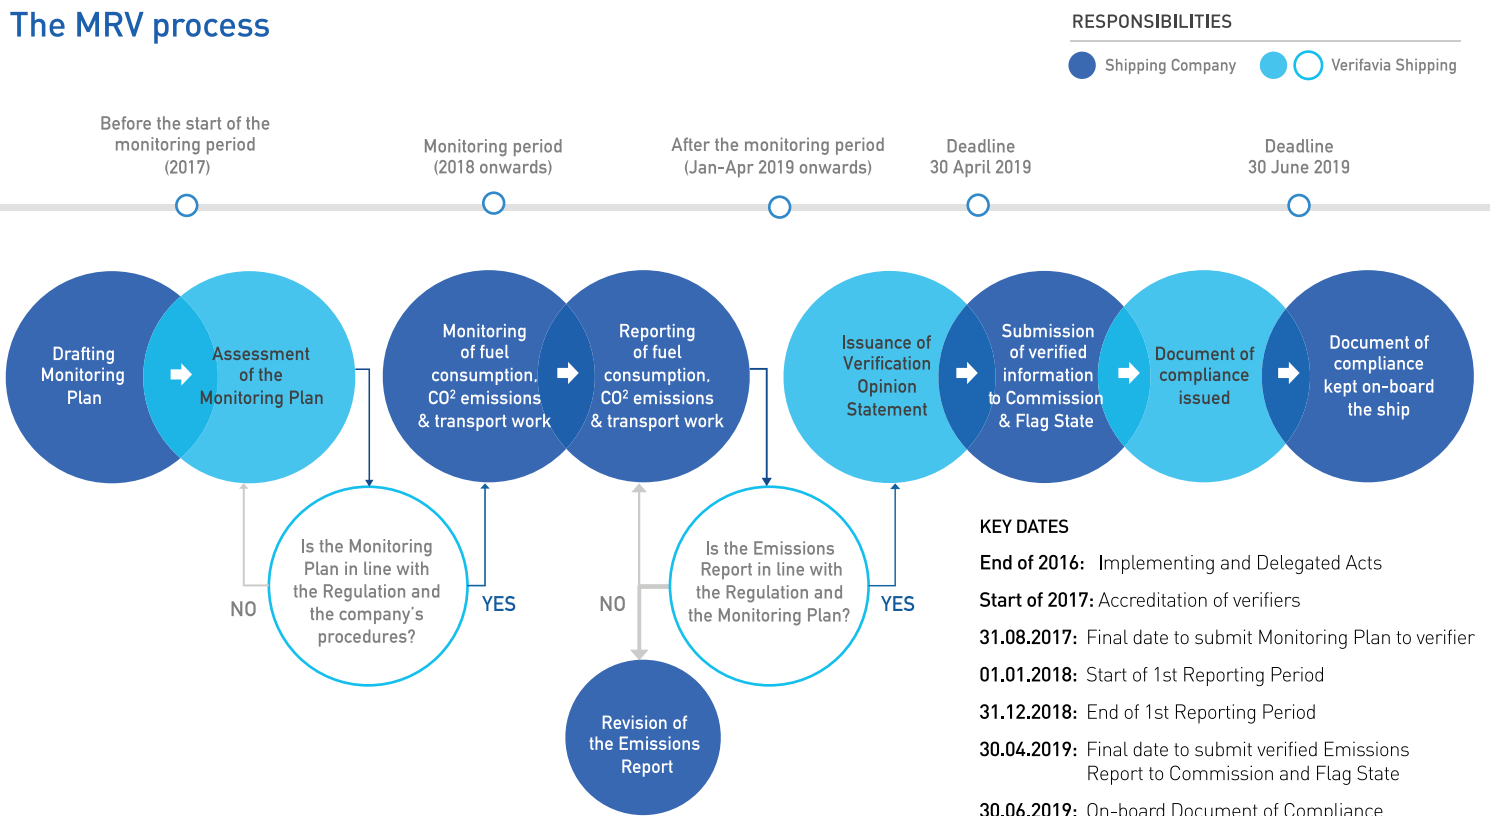 The MRV process
RESPONSIBILITIES
Shipping Company
Verifavia Shipping
Before the start of the
monitoring period
(2017)
Monitoring period
(2018 onwards)
After the monitoring period
(Jan-Apr 2019 onwards)
Deadline
30 April 2019
Deadline
30 June 2019
Drafting
Monitoring
Plan
Assessment
of the
Monitoring Plan
Monitoring
of fuel
consumption,
CO² emissions
& transport work
Reporting
of fuel
consumption,
CO² emissions
& transport work
Issuance of
Verification
Opinion
Statement
Submission
of verified
information
to Commission
& Flag State
Document of
compliance
issued
Document of
compliance
kept on-board
the ship
Is the Monitoring
Plan in line with
the Regulation and
the company's
procedures?
NO
YES
Is the Emissions
Report in line with
the Regulation and
the Monitoring Plan?
NO
YES
Revision of
the Emissions
Report
KEY DATES
End of 2016: Implementing and Delegated Acts
Start of 2017: Accreditation of verifiers
31.08.2017: Final date to submit Monitoring Plan to verifier
01.01.2018: Start of 1st Reporting Period
31.12.2018: End of 1st Reporting Period
30.04.2019: Final date to submit verified Emissions
Report to Commission and Flag State
30.06.2019: On-board Document of Compliance